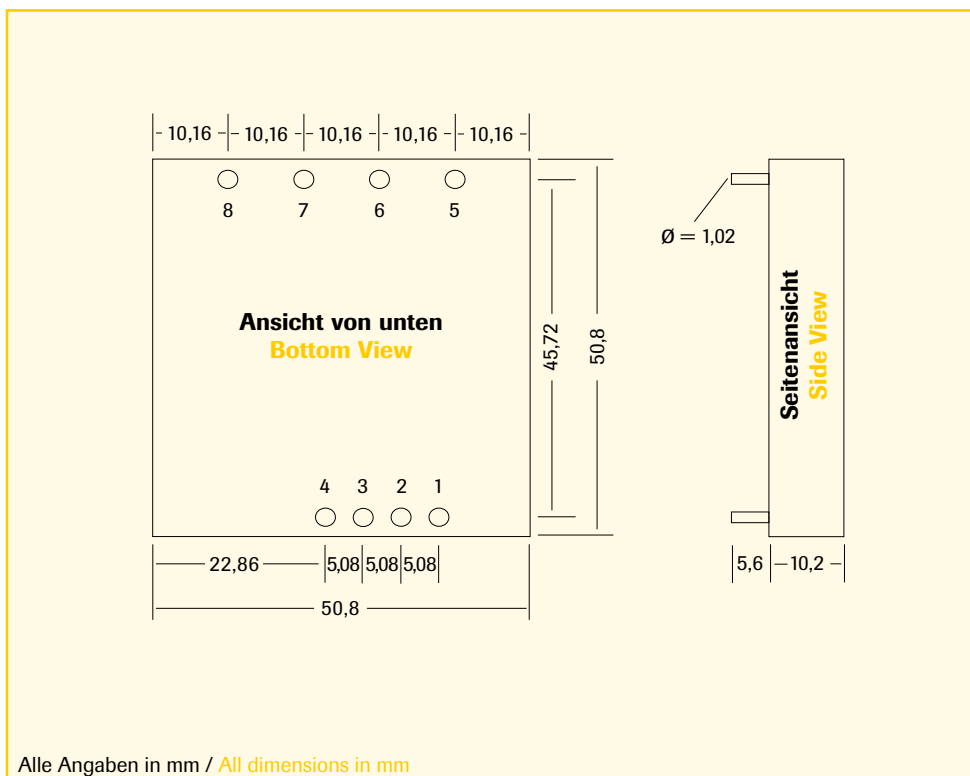 10,16 10,16 10,16 10,16 10,16
8 7 6 5
Ø = 1,02
Ansicht von unten
Bottom View
45,72
50,8
Seitenansicht
Side View
4 3 2 1
22,86 5,08 5,08 5,08
5,6 10,2
50,8
Alle Angaben in mm / All dimensions in mm